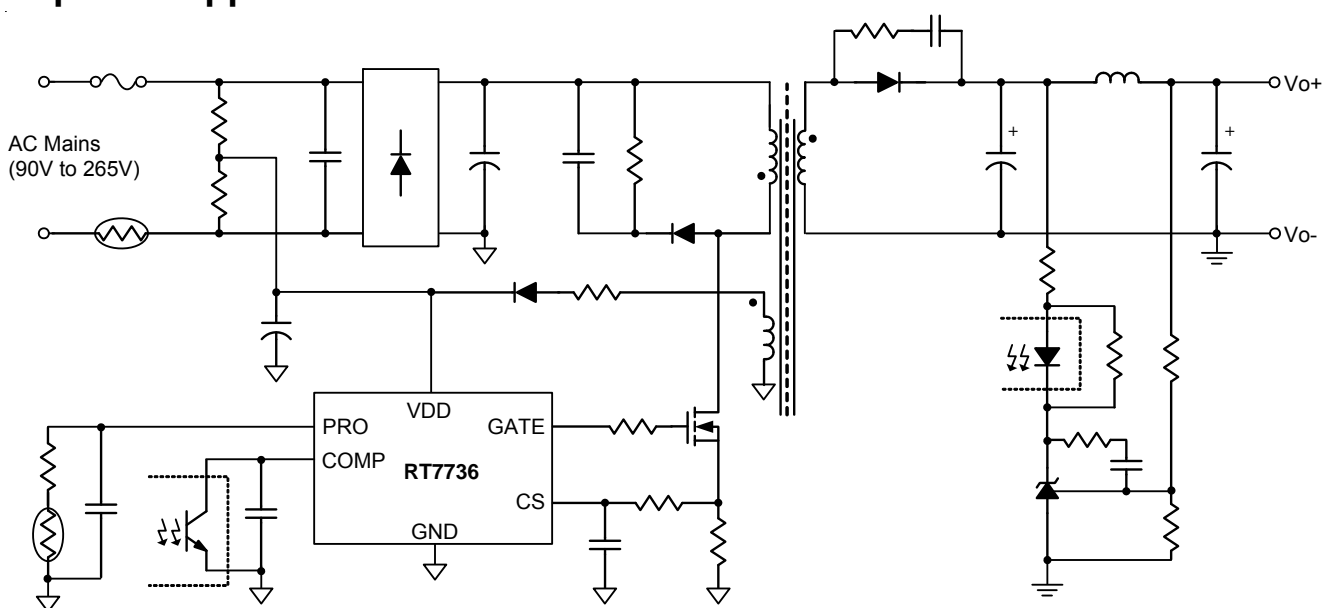 +
+
Vo+
AC Mains
(90V to 265V)
Vo-
VDD
PRO
GATE
COMP
RT7736
CS
GND